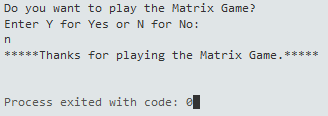 Do you want to play the Matrix Game?
Enter Y for Yes or N for No:
n
*****Thanks for playing the Matrix Game.*****
Process exited with code: 0